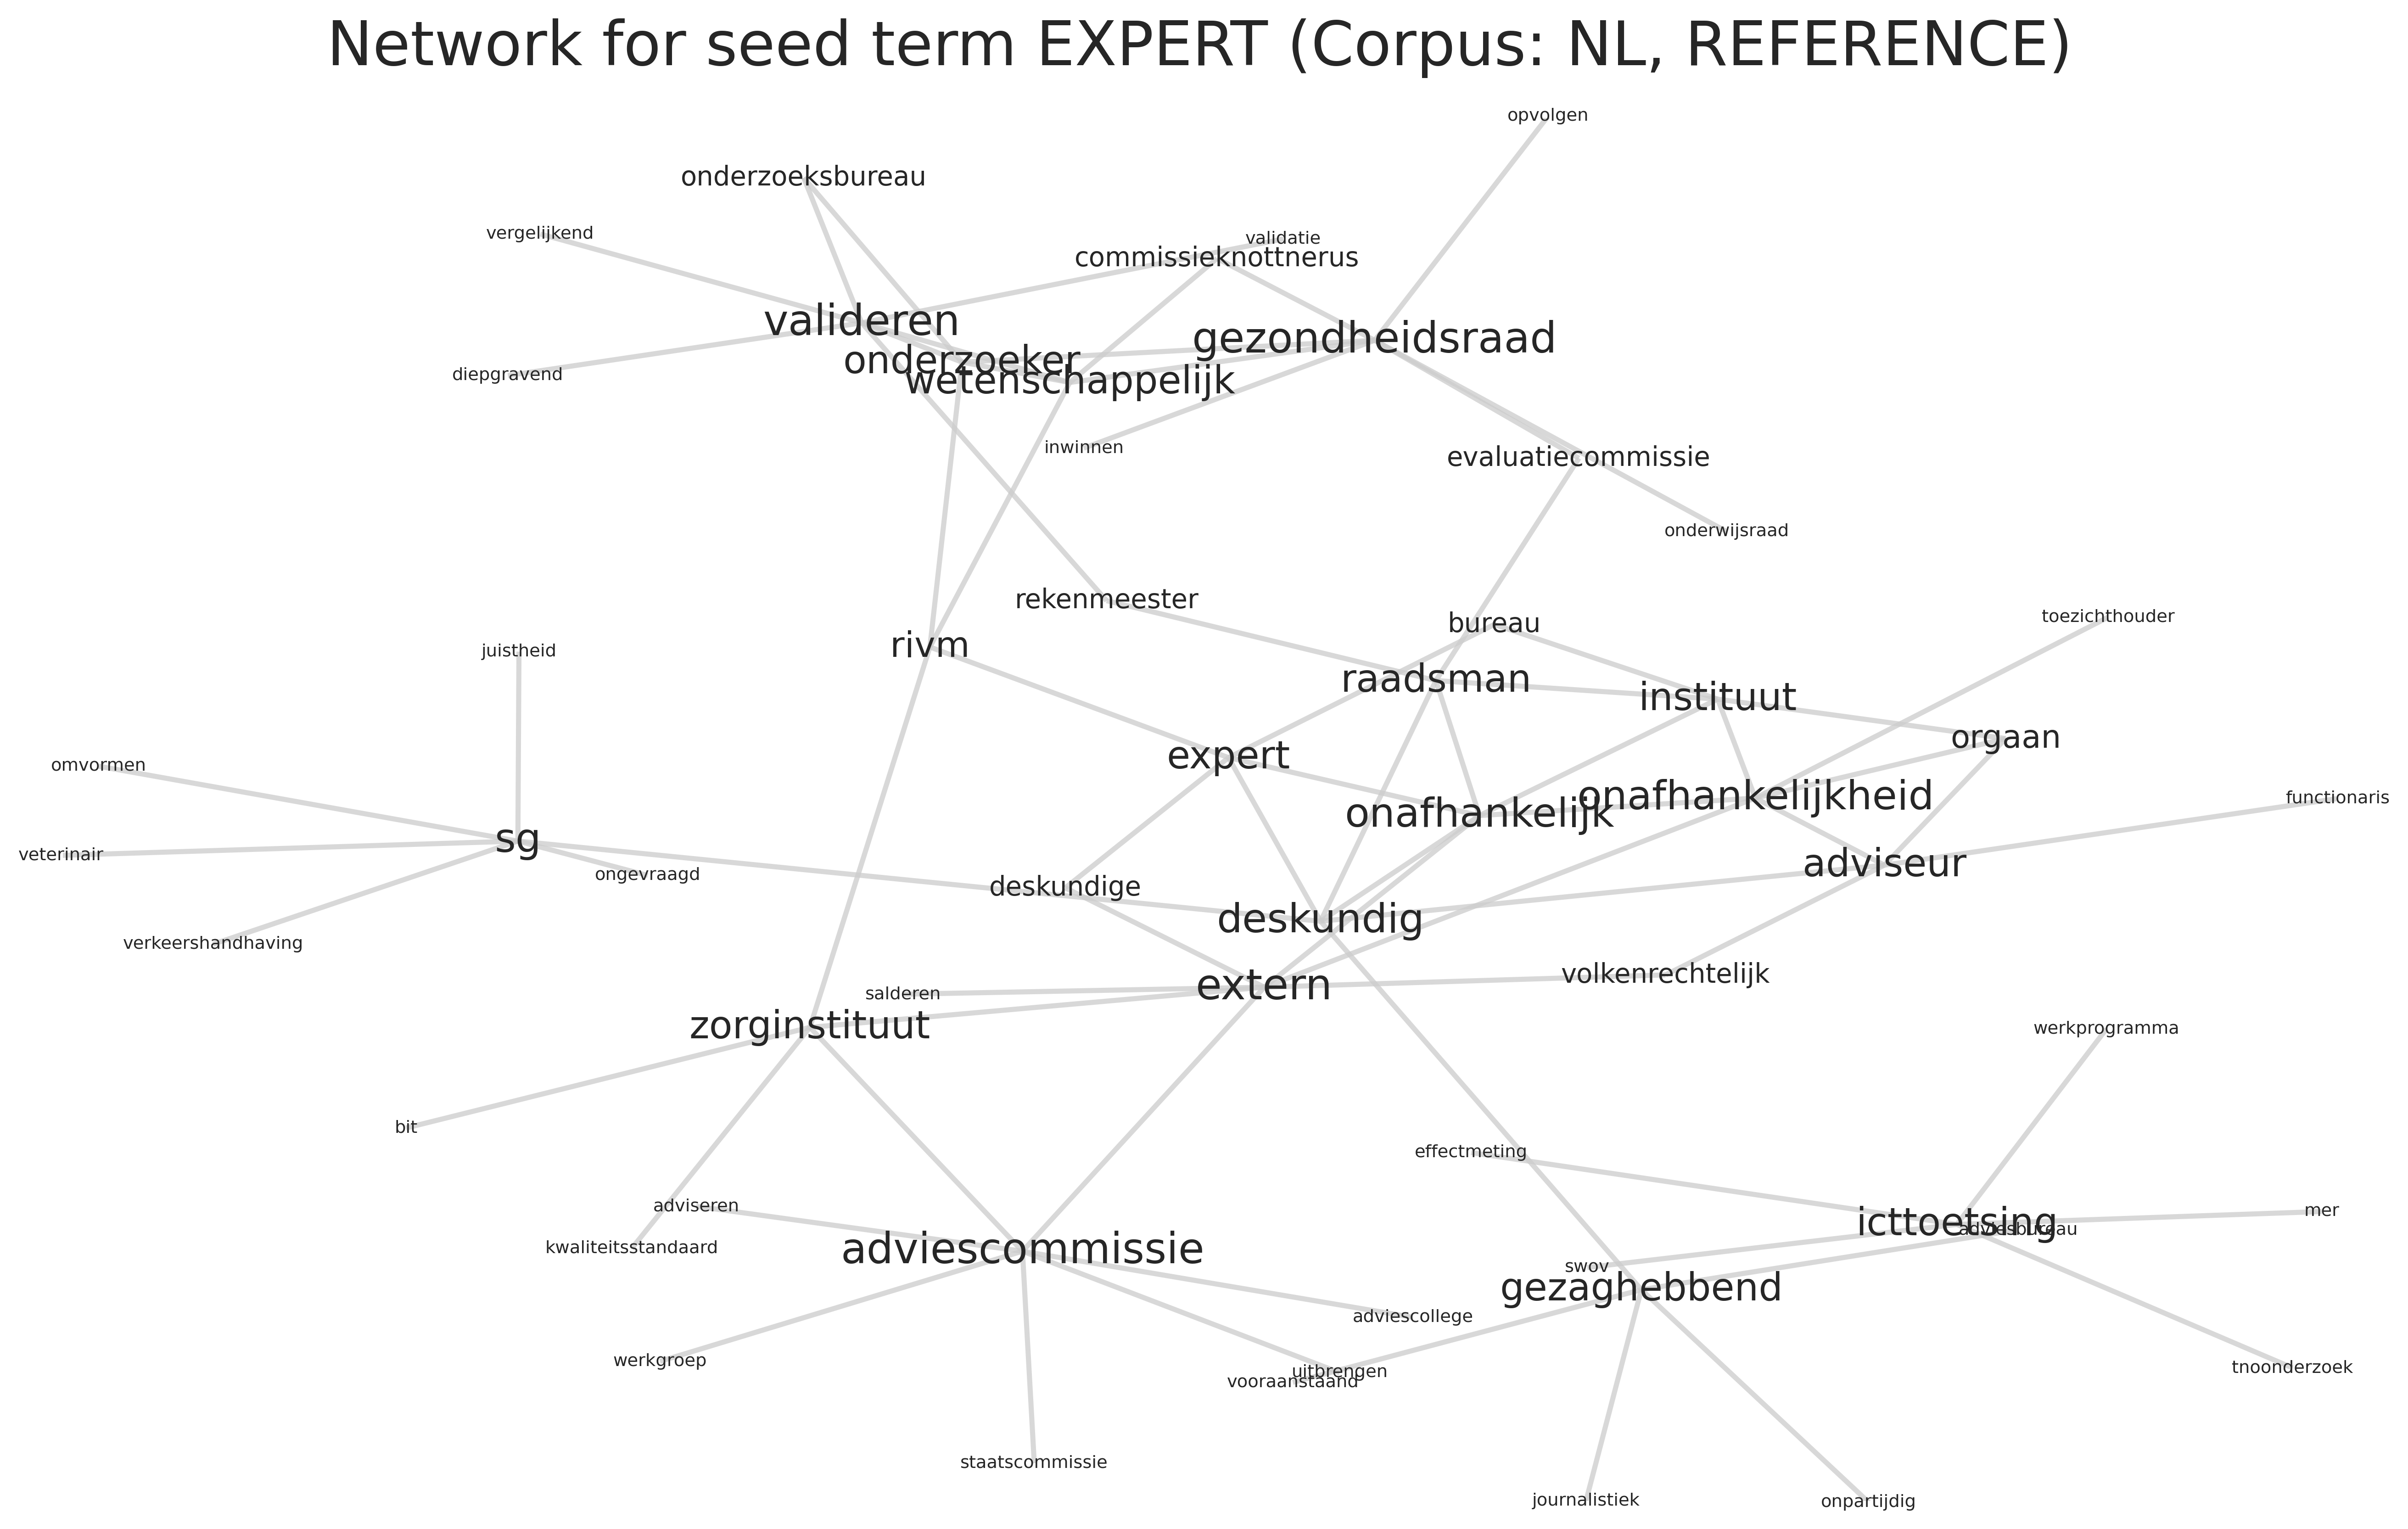 Network for seed term EXPERT (Corpus: NL, REFERENCE)
opvolgen
onderzoeksbureau
vergelijkend
validatie
commissieknottnerus
valideren
gezondheidsraad
onderzoeker
diepgravend
wetenschappelijk
inwinnen
evaluatiecommissie
onderwijsraad
rekenmeester
toezichthouder
bureau
rivm
juistheid
raadsman
instituut
orgaan
expert
omvormen
onafhankelijkheid
functionaris
onafhankelijk
sg
veterinair
adviseur
ongevraagd
deskundige
deskundig
verkeershandhaving
volkenrechtelijk
extern
salderen
zorginstituut
werkprogramma
bit
effectmeting
adviseren
mer
icttoetsing
adviesbureau
kwaliteitsstandaard
adviescommissie
swov
gezaghebbend
adviescollege
werkgroep
tnoonderzoek
uitbrengen
vooraanstaand
staatscommissie
journalistiek
onpartijdig